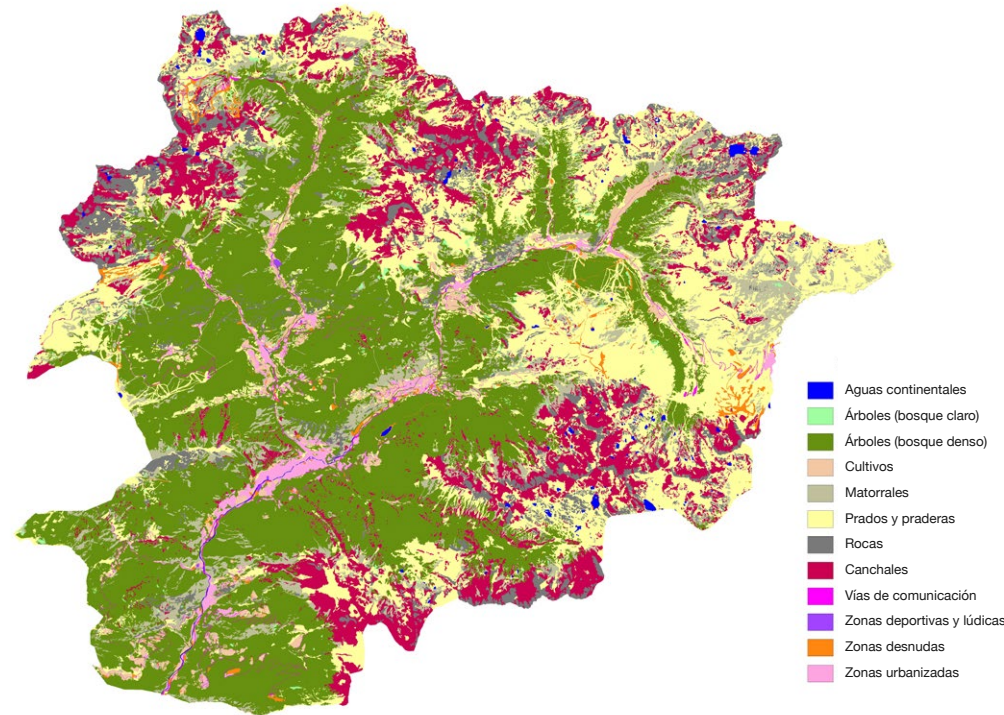 Aguas continentales
Árboles (bosque claro)
Árboles (bosque denso)
Cultivos
Matorrales
Prados y praderas
Rocas
Canchales
Vías de comunicación
Zonas deportivas y lúdicas
Zonas desnudas
Zonas urbanizadas